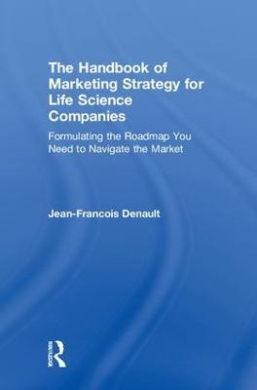 The Handbook of
Marketing Strategy for
Life Science
Companies
Formulating the Roadmap You
Need to Navigate the Market
Jean-Francois Denault
ROUTLEDGE